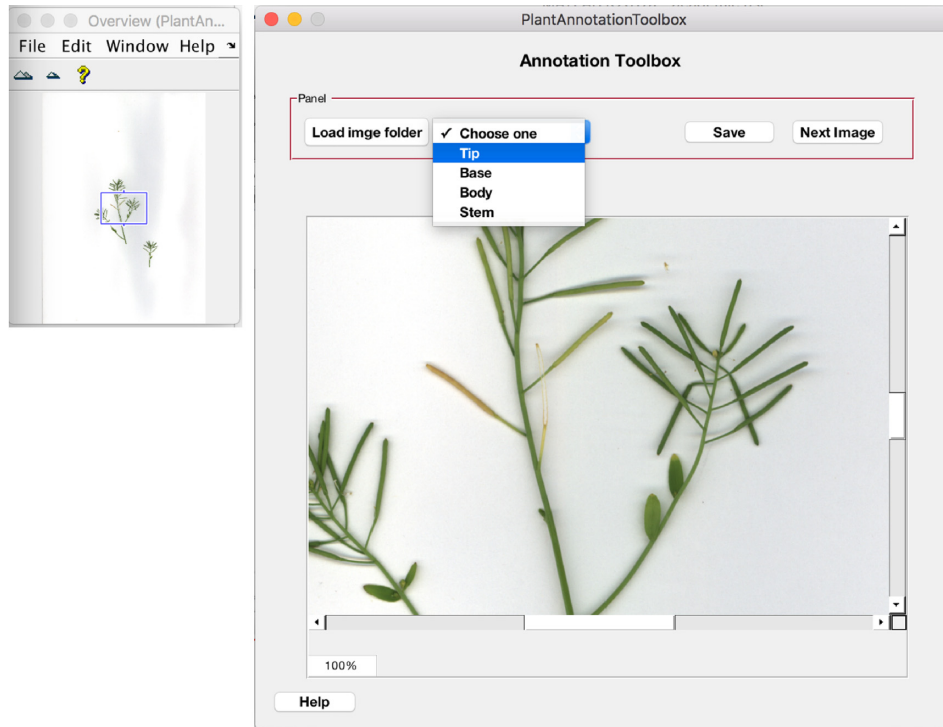 Overview (PlantAn...
File Edit Window Help
PlantAnnotationToolbox
Annotation Toolbox
Panel
Load imge folder
✓ Choose one
Tip
Base
Body
Stem
Save
Next Image
100%
Help